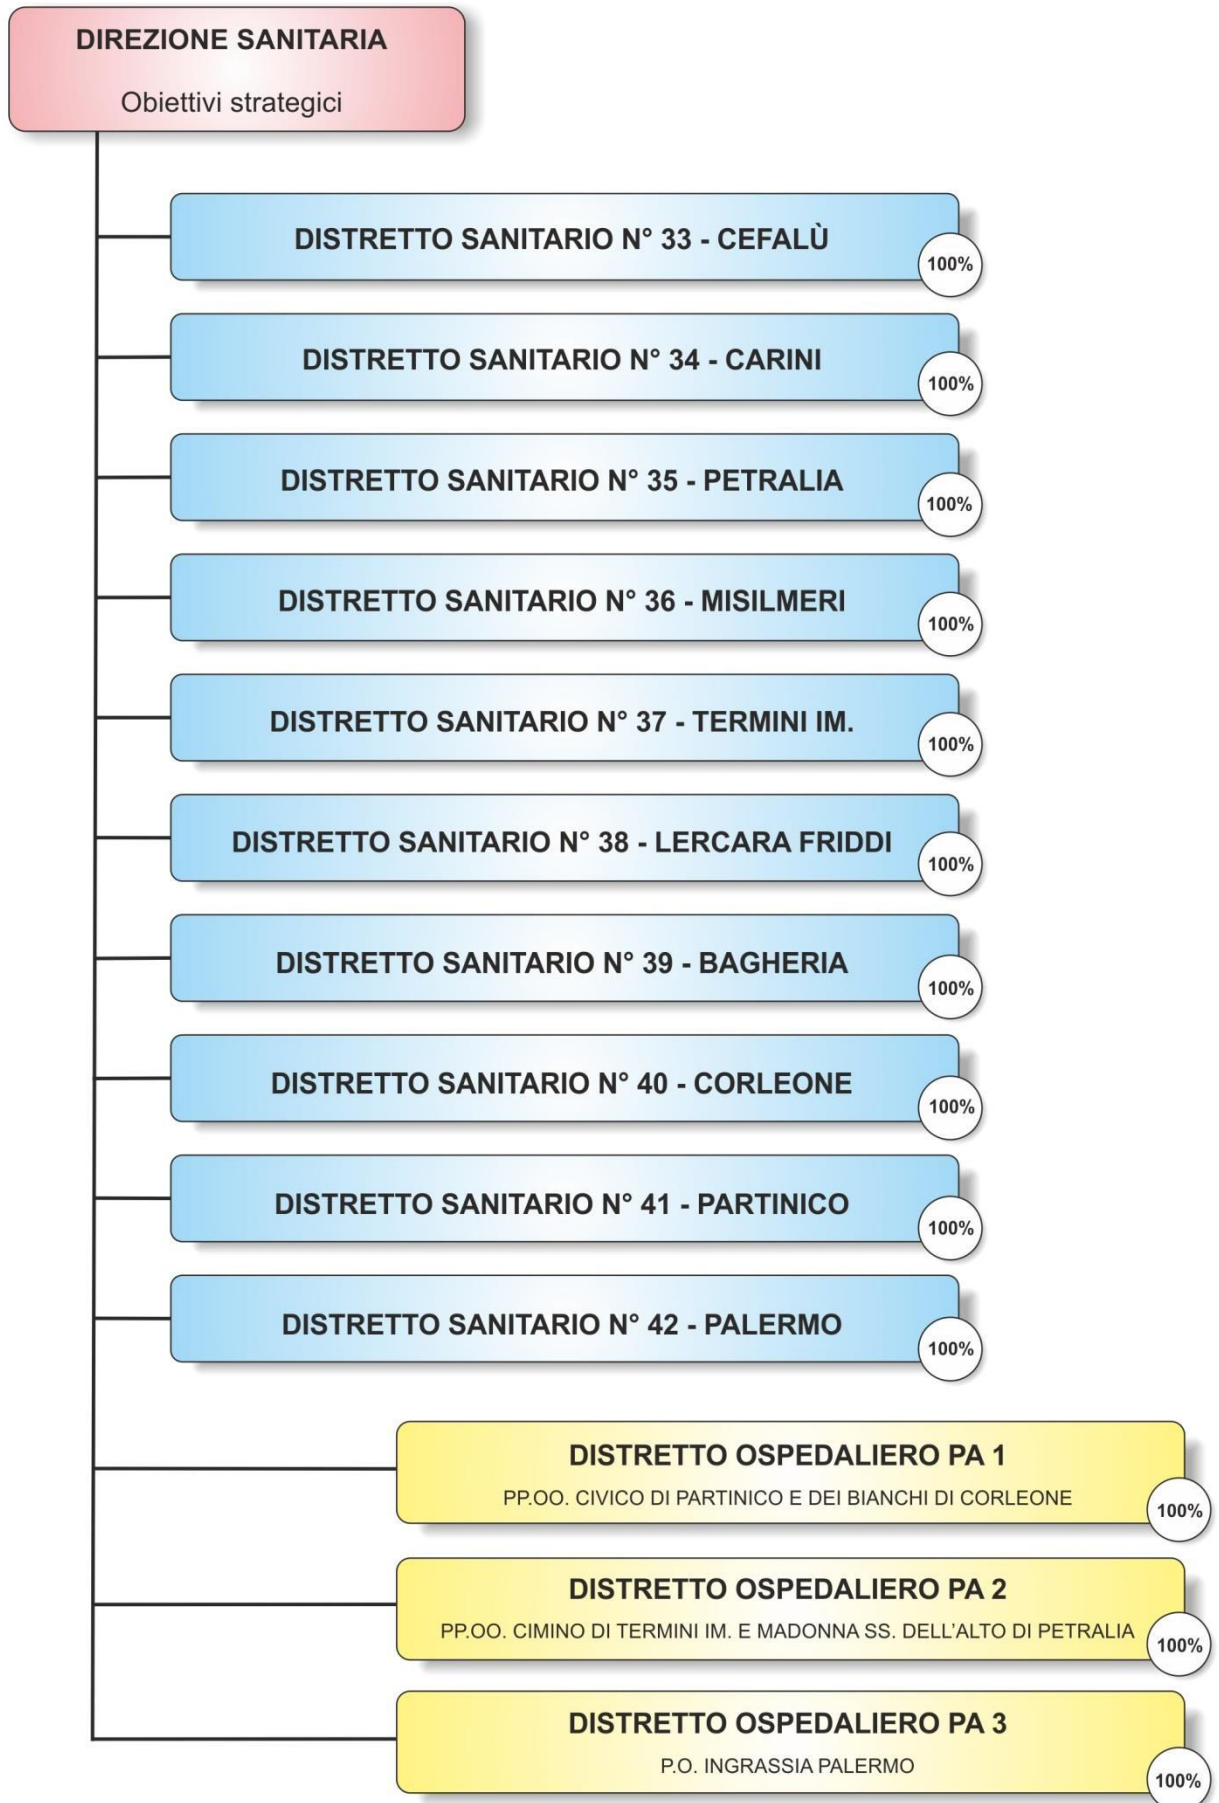 DIREZIONE SANITARIA
Obiettivi strategici
DISTRETTO SANITARIO N° 33 - CEFALÙ
100%
DISTRETTO SANITARIO N° 34 - CARINI
100%
DISTRETTO SANITARIO N° 35 - PETRALIA
100%
DISTRETTO SANITARIO N° 36 - MISILMERI
100%
DISTRETTO SANITARIO N° 37 - TERMINI IM.
100%
DISTRETTO SANITARIO N° 38 - LERCARA FRIDDI
100%
DISTRETTO SANITARIO N° 39 - BAGHERIA
100%
DISTRETTO SANITARIO N° 40 - CORLEONE
100%
DISTRETTO SANITARIO N° 41 - PARTINICO
100%
DISTRETTO SANITARIO N° 42 - PALERMO
100%
DISTRETTO OSPEDALIERO PA 1
PP.OO. CIVICO DI PARTINICO E DEI BIANCHI DI CORLEONE
100%
DISTRETTO OSPEDALIERO PA 2
PP.OO. CIMINO DI TERMINI IM. E MADONNA SS. DELL'ALTO DI PETRALIA
100%
DISTRETTO OSPEDALIERO PA 3
P.O. INGRASSIA PALERMO
100%